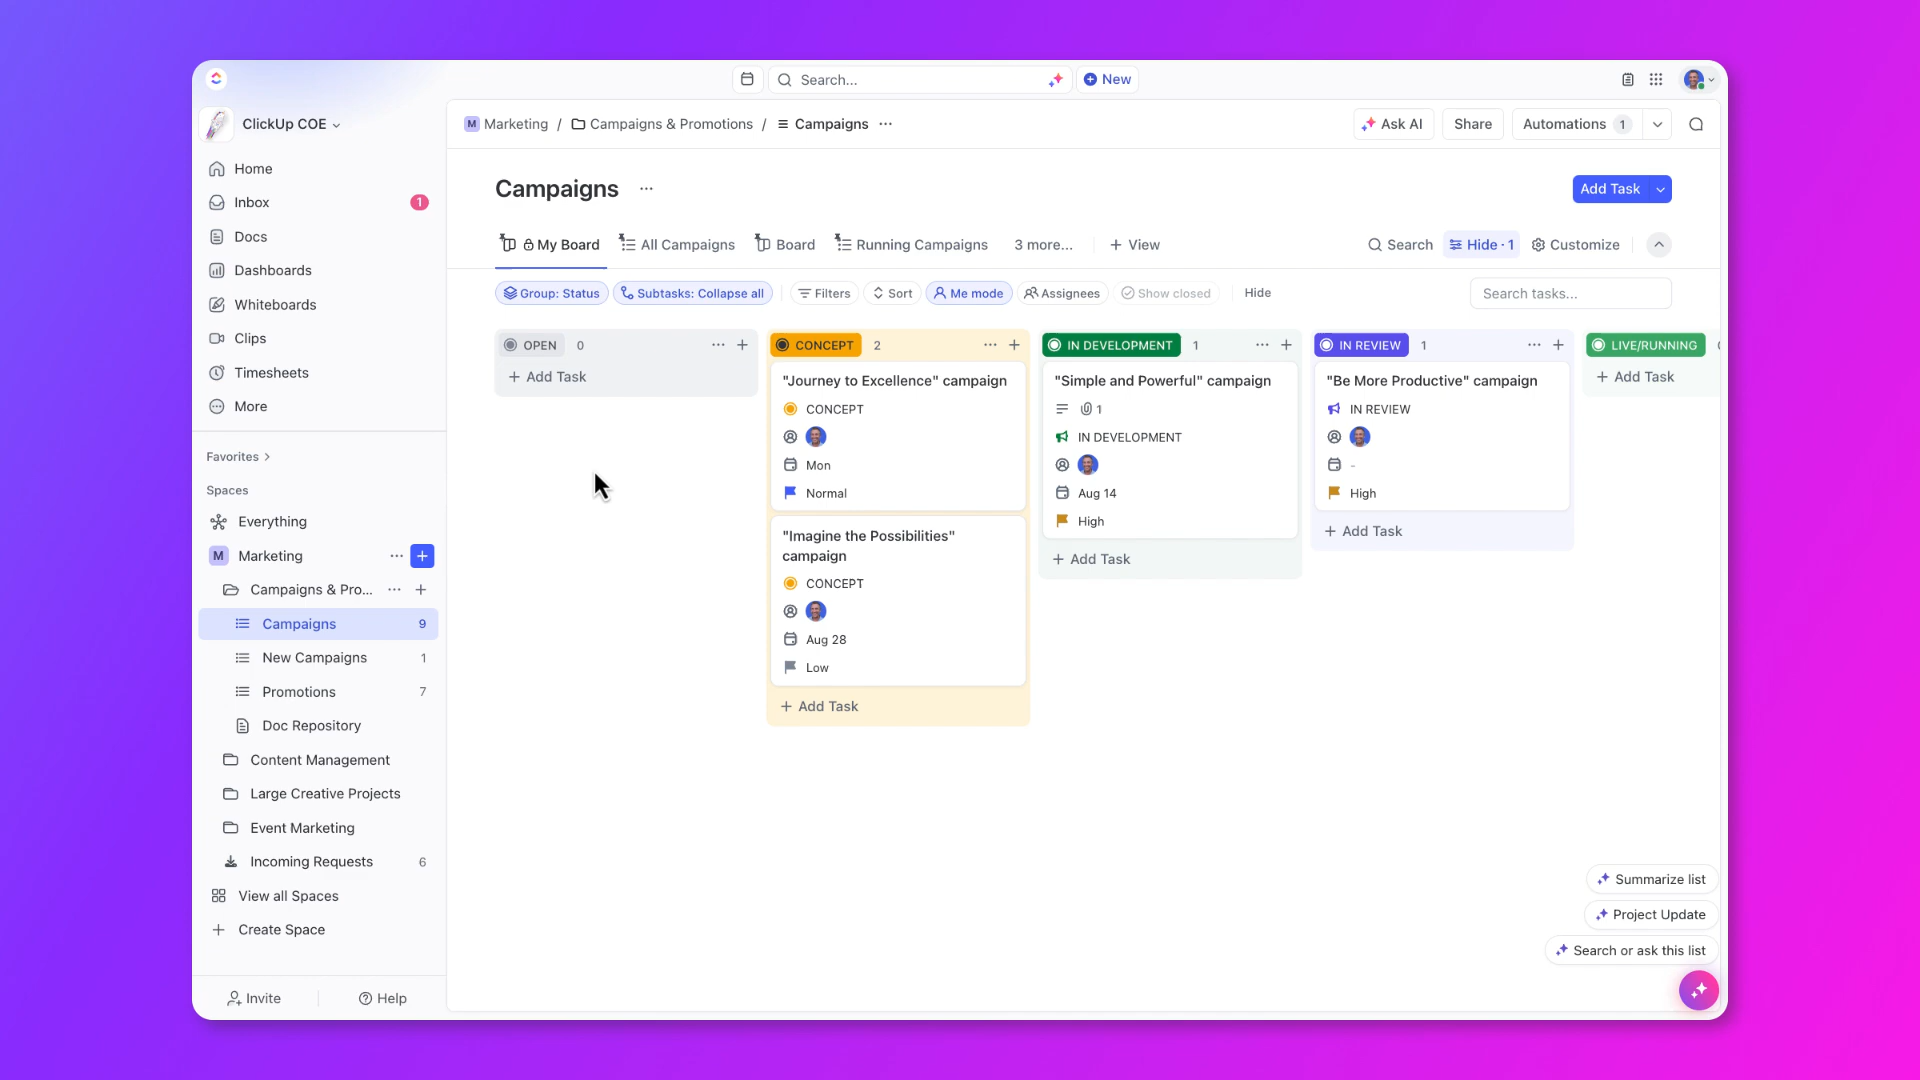 Search...
New
ClickUp COE
Marketing / Campaigns & Promotions / Campaigns
Ask AI
Share
Automations 1
Home
Inbox 1
Docs
Dashboards
Whiteboards
Clips
Timesheets
More
Favorites
Spaces
Everything
M Marketing
Campaigns & Pro...
Campaigns 9
New Campaigns 1
Promotions 7
Doc Repository
Content Management
Large Creative Projects
Event Marketing
Incoming Requests 6
View all Spaces
Create Space
Invite
Help
Campaigns
Add Task
My Board
All Campaigns
Board
Running Campaigns
3 more...
+ View
Search
Hide · 1
Customize
Group: Status
Subtasks: Collapse all
Filters
Sort
Me mode
Assignees
Show closed
Hide
Search tasks...
OPEN 0
+ Add Task
CONCEPT 2
"Journey to Excellence" campaign
CONCEPT
Mon
Normal
"Imagine the Possibilities"
campaign
CONCEPT
Aug 28
Low
+ Add Task
IN DEVELOPMENT 1
"Simple and Powerful" campaign
1
IN DEVELOPMENT
Aug 14
High
+ Add Task
IN REVIEW 1
"Be More Productive" campaign
IN REVIEW
-
High
+ Add Task
LIVE/RUNNING
+ Add Task
Summarize list
Project Update
Search or ask this list